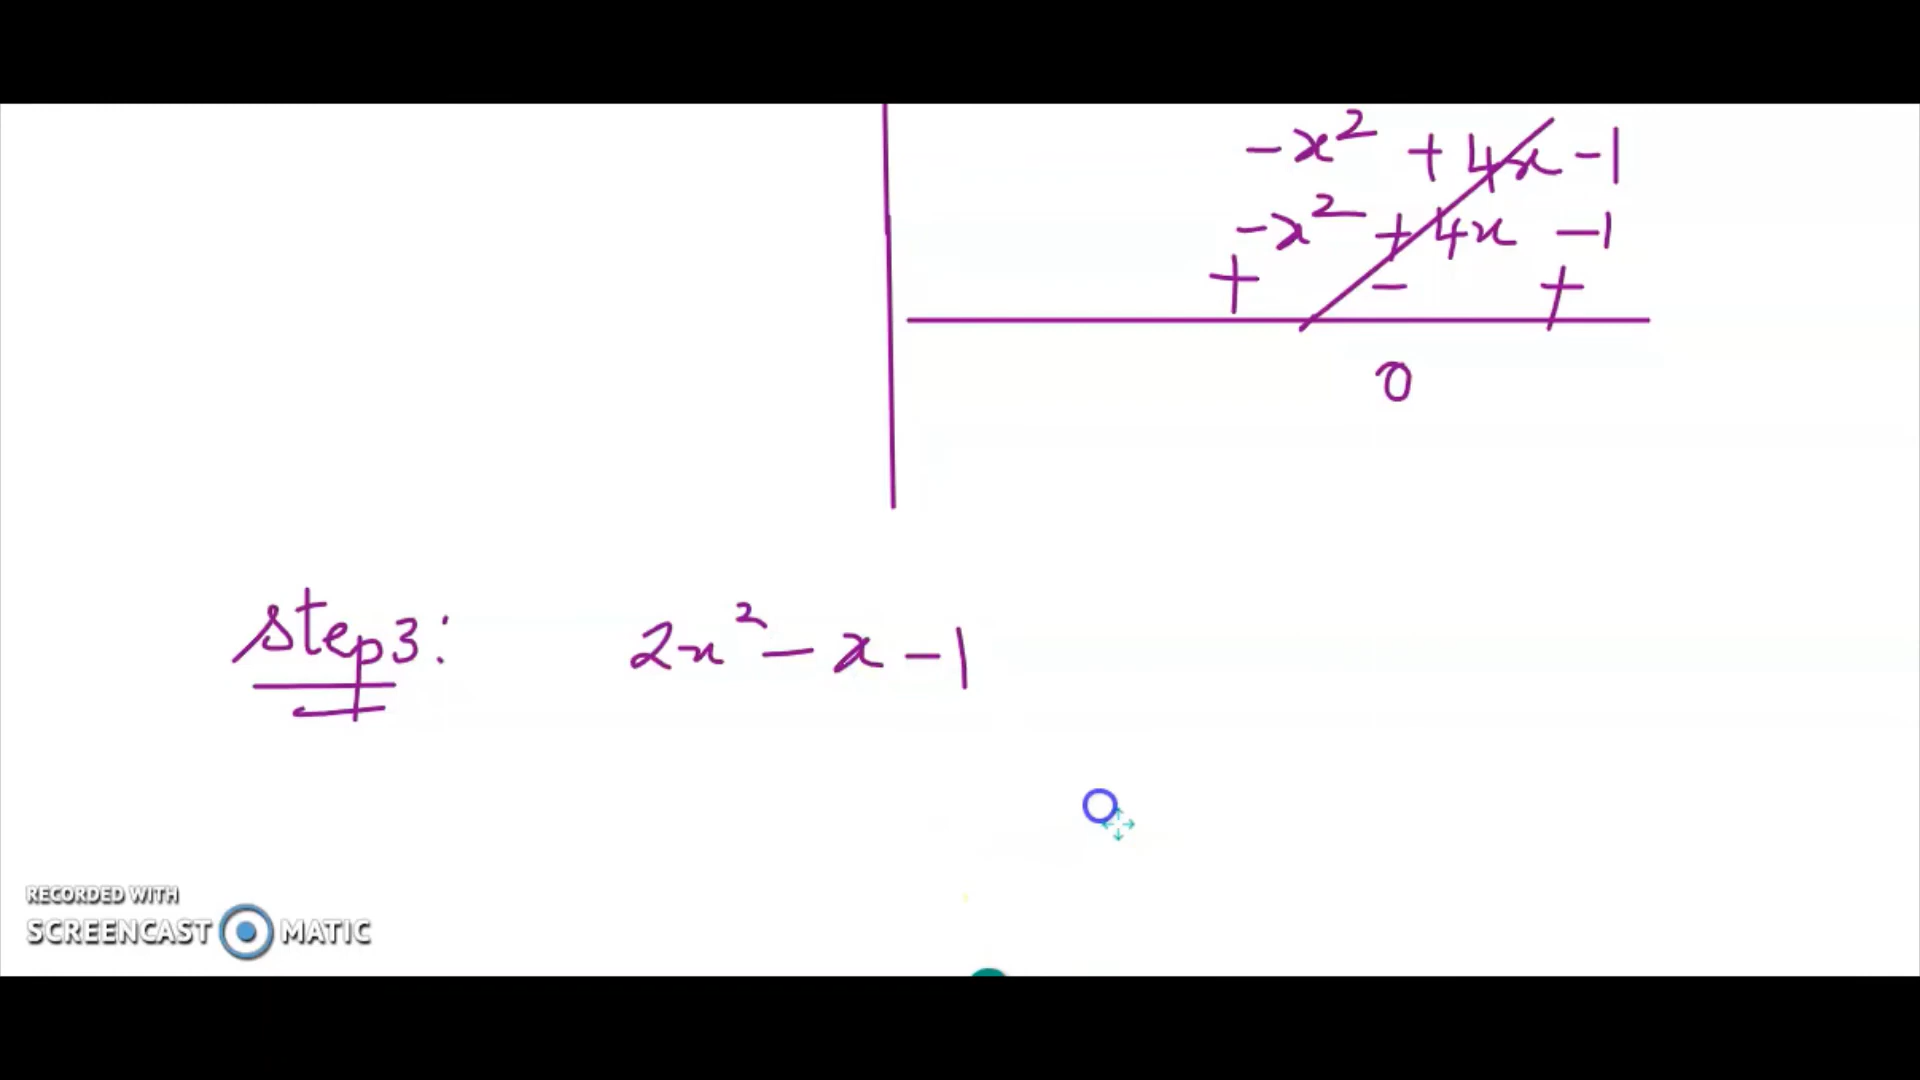 -x² + 4x - 1
-x² + 4x - 1
+ - +
0
Step 3: 2x² - x - 1
RECORDED WITH
SCREENCAST MATIC